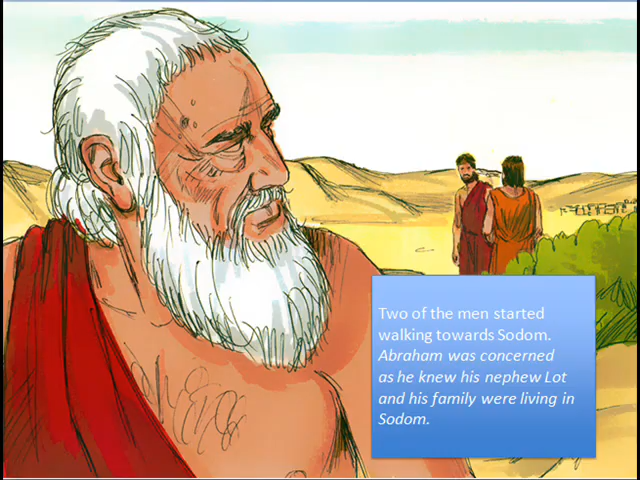 Two of the men started
walking towards Sodom.
Abraham was concerned
as he knew his nephew Lot
and his family were living in
Sodom.